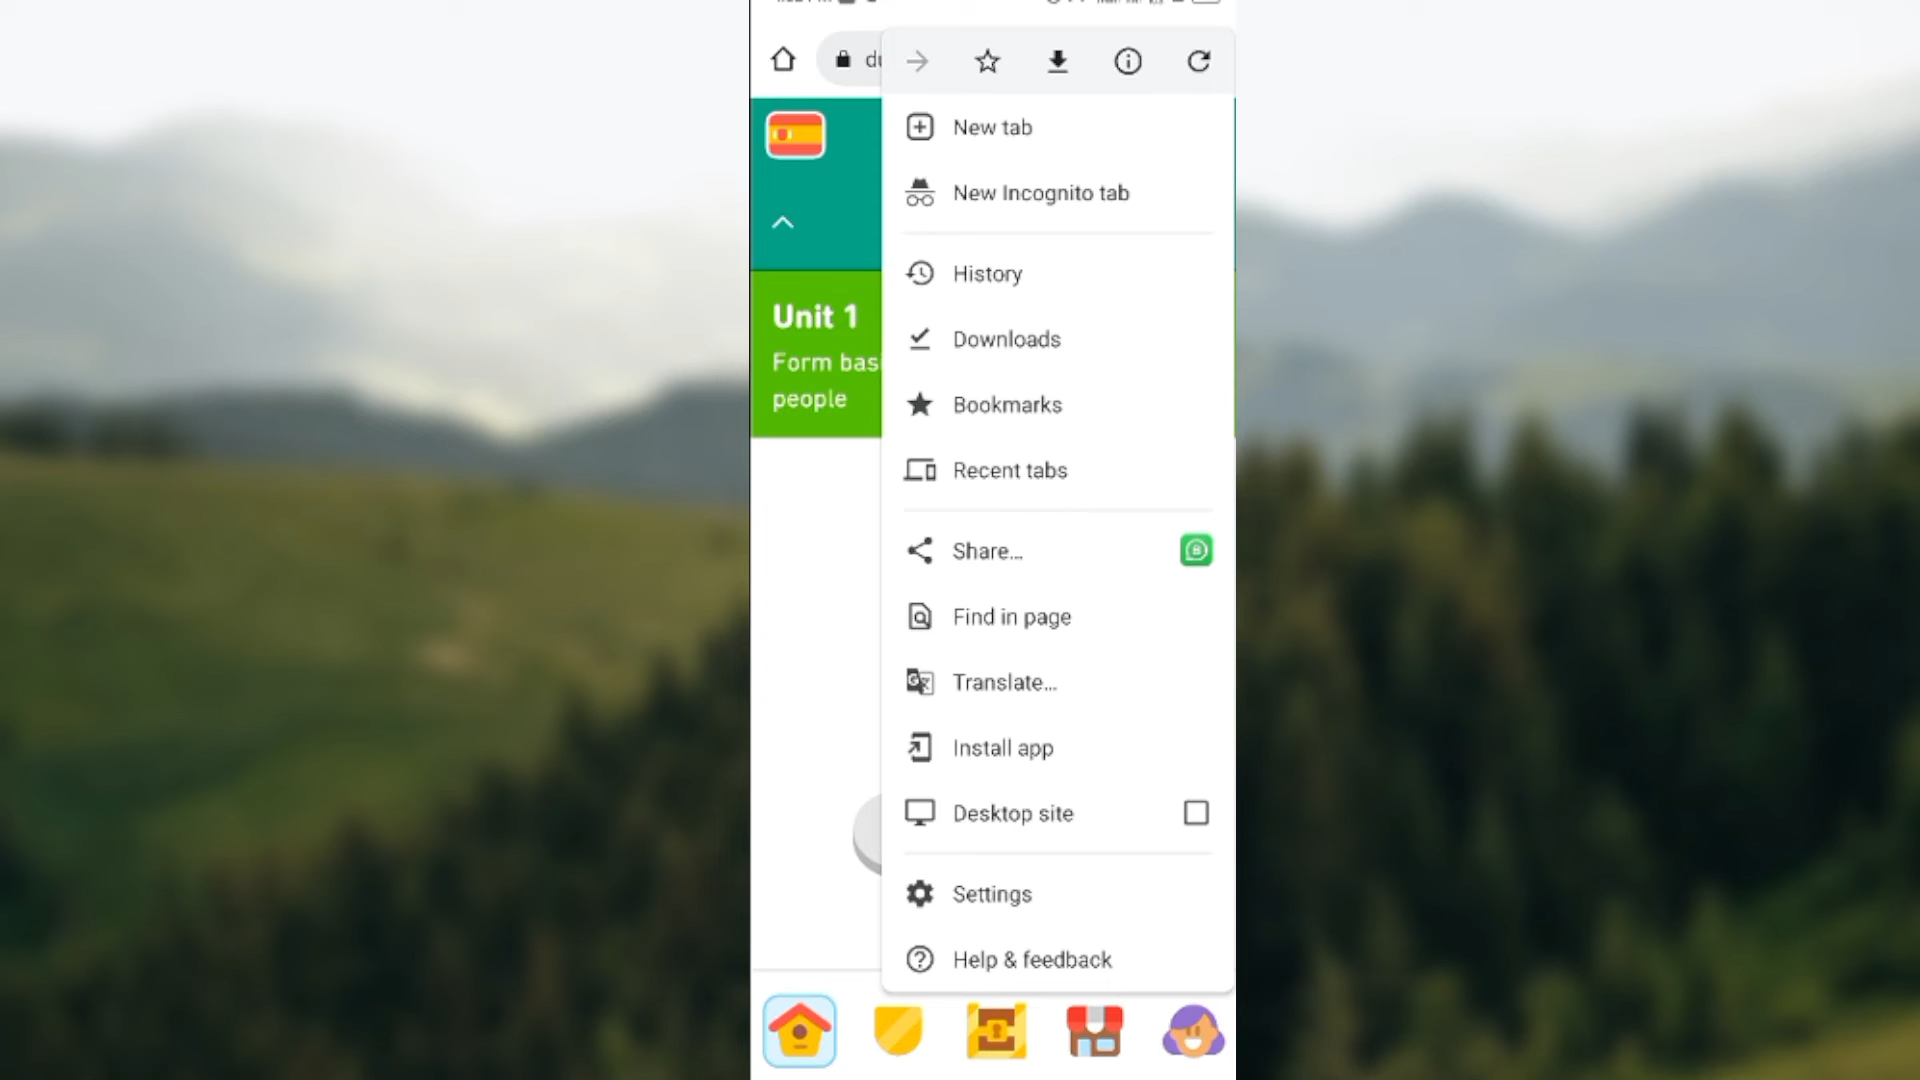 New tab
New Incognito tab
History
Unit 1
Downloads
Form
people
Bookmarks
Recent tabs
Share...
Find in page
Translate...
Install app
Desktop site
Settings
Help & feedback